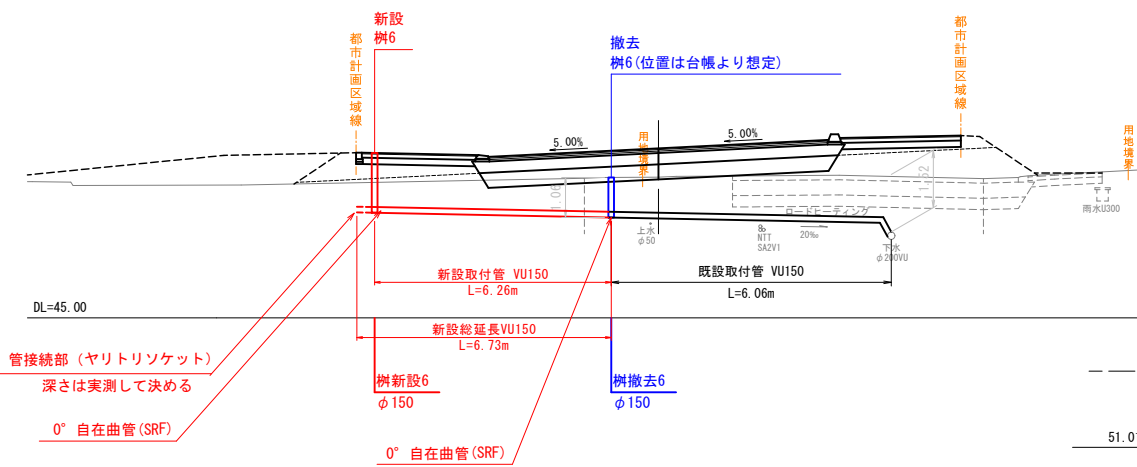 新設
桝6
都市計画区域線
撤去
桝6(位置は台帳より想定)
都市計画区域線
5.00%
5.00%
用地境界
用地境界
1.06
1.32
ロードヒーティング
上水
φ50
NTT
SA2V1
20‰
下水
φ200VU
雨水U300
新設取付管 VU150
L=6.26m
既設取付管 VU150
L=6.06m
DL=45.00
新設総延長VU150
L=6.73m
管接続部（ヤリトリソケット）
深さは実測して決める
桝新設6
φ150
桝撤去6
φ150
0° 自在曲管(SRF)
0° 自在曲管(SRF)